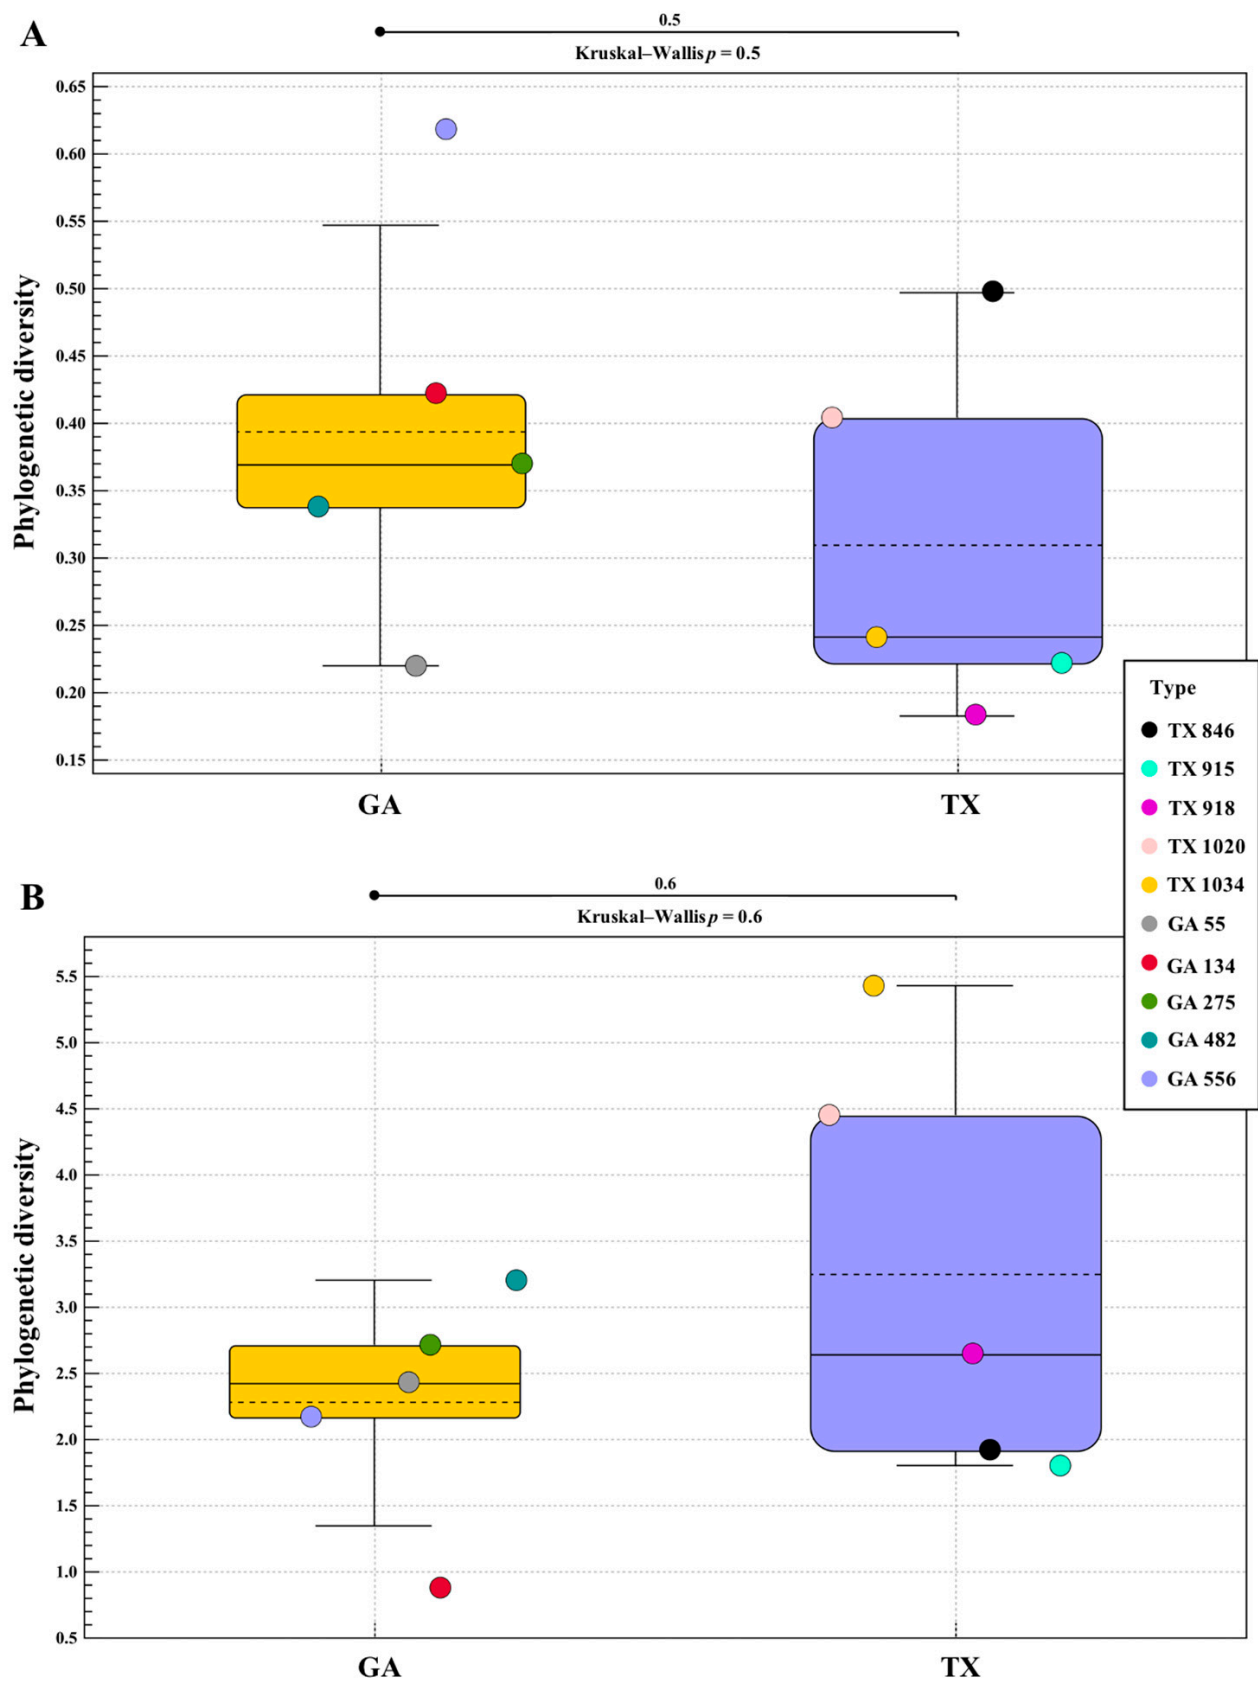 A
0.5
Kruskal–Wallis p = 0.5
0.65
0.60
0.55
0.50
0.45
0.40
0.35
0.30
0.25
0.20
0.15
Phylogenetic diversity
GA
TX
Type
TX 846
TX 915
TX 918
TX 1020
TX 1034
GA 55
GA 134
GA 275
GA 482
GA 556
B
0.6
Kruskal–Wallis p = 0.6
5.5
5.0
4.5
4.0
3.5
3.0
2.5
2.0
1.5
1.0
0.5
Phylogenetic diversity
GA
TX